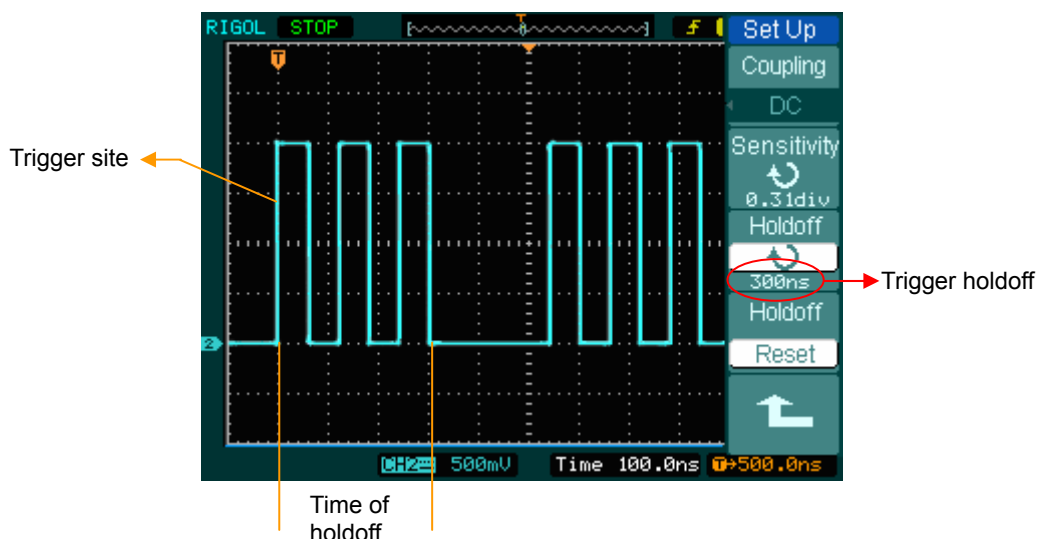 RIGOL STOP T Set Up
T
Coupling
DC
Trigger site
Sensitivity
0.31div
Holdoff
300ns
Trigger holdoff
Holdoff
2
Reset
CH2 500mV Time 100.0ns T→500.0ns
Time of
holdoff